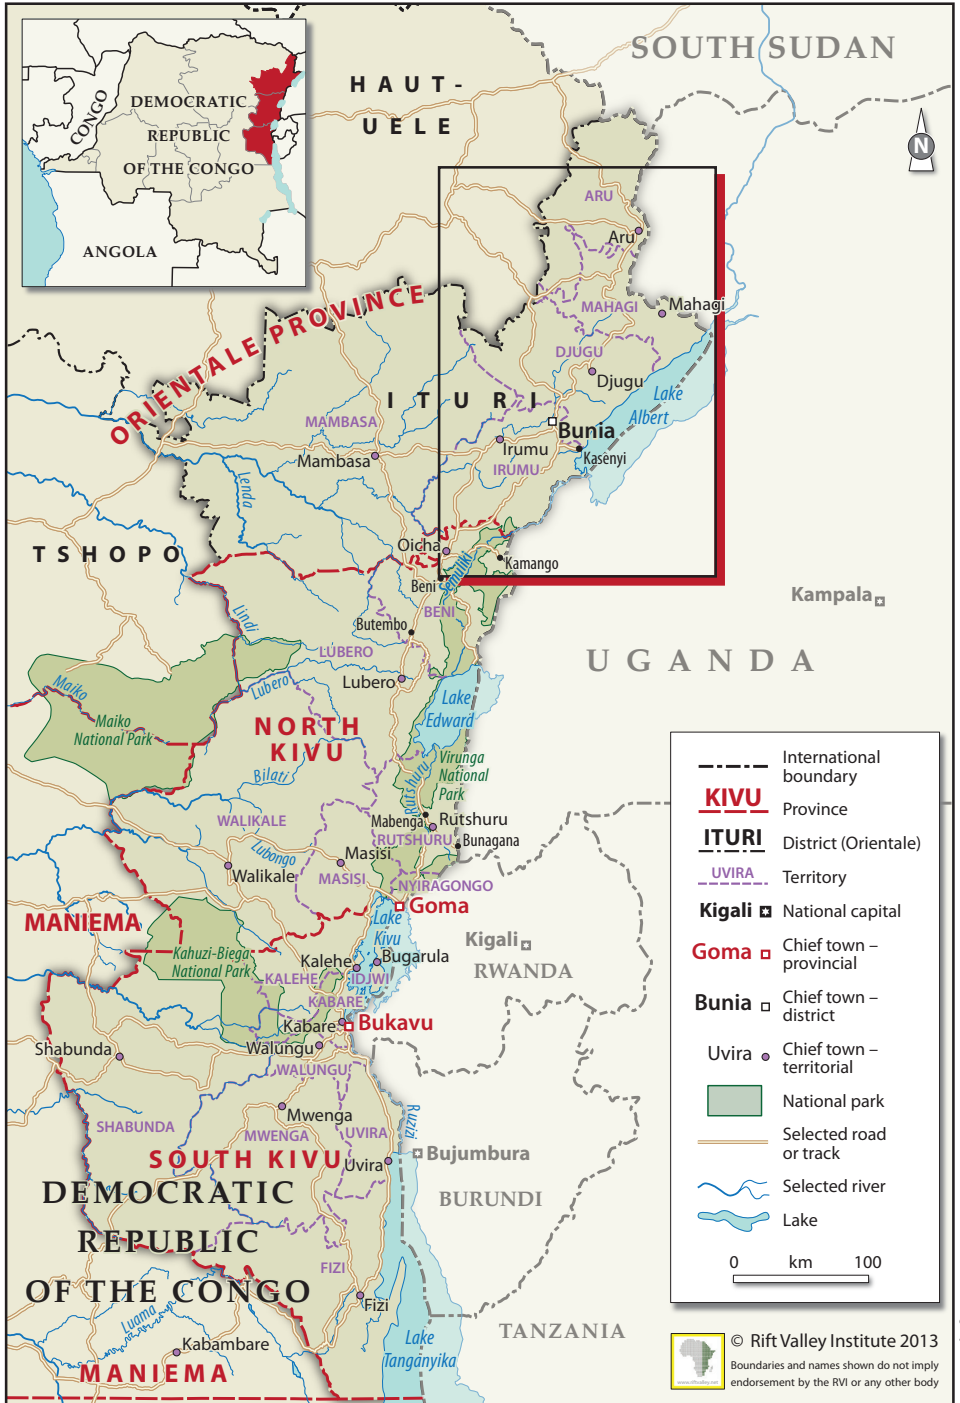 SOUTH SUDAN
HAUT-
UELE
CONGO
DEMOCRATIC
REPUBLIC
OF THE CONGO
ANGOLA
N
ARU
Aru
ORIENTALE PROVINCE
MAHAGI
Mahagi
DJUGU
Djugu
Lake
Albert
ITURI
MAMBASA
Bunia
Irumu
Kasenyi
Mambasa
IRUMU
Lenda
TSHOPO
Oicha
Kamango
Semuliki
Beni
BENI
Kampala
Lindi
Butembo
LUBERO
UGANDA
Lubero
Lubero
Maiko
Maiko
National Park
Lake
Edward
NORTH
KIVU
Virunga
National
Park
Bilati
Rutshuru
Mabenga
Rutshuru
WALIKALE
RUTSHURU
Bunagana
Lubongo
Masisi
Walikale
MASISI
NYIRAGONGO
Goma
MANIEMA
Lake
Kivu
Kigali
RWANDA
Kahuzi-Biega
National Park
Kalehe
Bugarula
KALEHE
IDJWI
KABARE
Kabare
Bukavu
Shabunda
Walungu
WALUNGU
Mwenga
Ruzizi
SHABUNDA
MWENGA
UVIRA
SOUTH KIVU
Uvira
Bujumbura
BURUNDI
DEMOCRATIC
REPUBLIC
OF THE CONGO
FIZI
Fizi
Luama
Kabambare
MANIEMA
Lake
Tanganyika
TANZANIA
International
boundary
KIVU Province
ITURI District (Orientale)
UVIRA Territory
Kigali National capital
Goma Chief town –
provincial
Bunia Chief town –
district
Uvira Chief town –
territorial
National park
Selected road
or track
Selected river
Lake
0 km 100
© Rift Valley Institute 2013
Boundaries and names shown do not imply
endorsement by the RVI or any other body
www.riftvalley.net